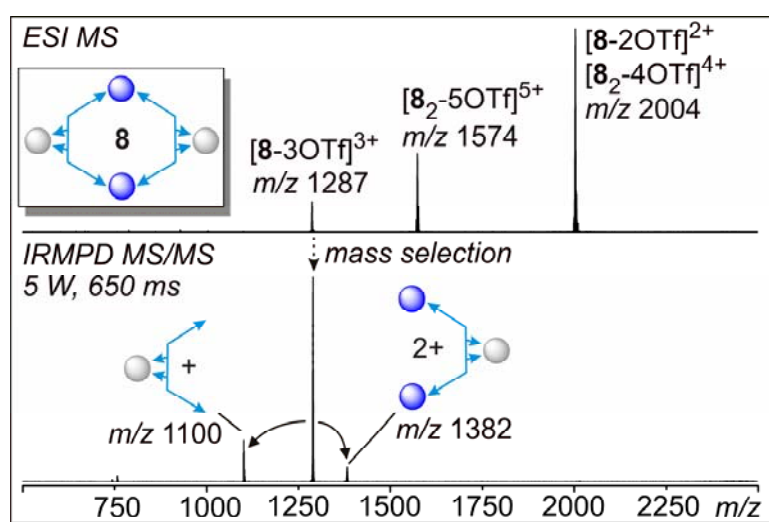 ESI MS
[8-2OTf]2+
[82-4OTf]4+
m/z 2004
[82-5OTf]5+
m/z 1574
[8-3OTf]3+
m/z 1287
8
IRMPD MS/MS
5 W, 650 ms
mass selection
+
2+
m/z 1100
m/z 1382
750 1000 1250 1500 1750 2000 2250 m/z